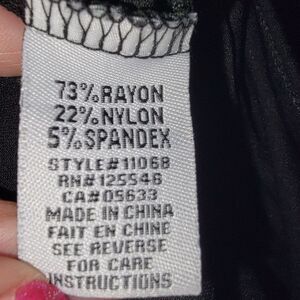 73%RAYON
22%NYLON
5%SPANDEX
STYLE#11068
RN#125546
CA#05633
MADE IN CHINA
FAIT EN CHINE
SEE REVERSE
FOR CARE
INSTRUCTIONS